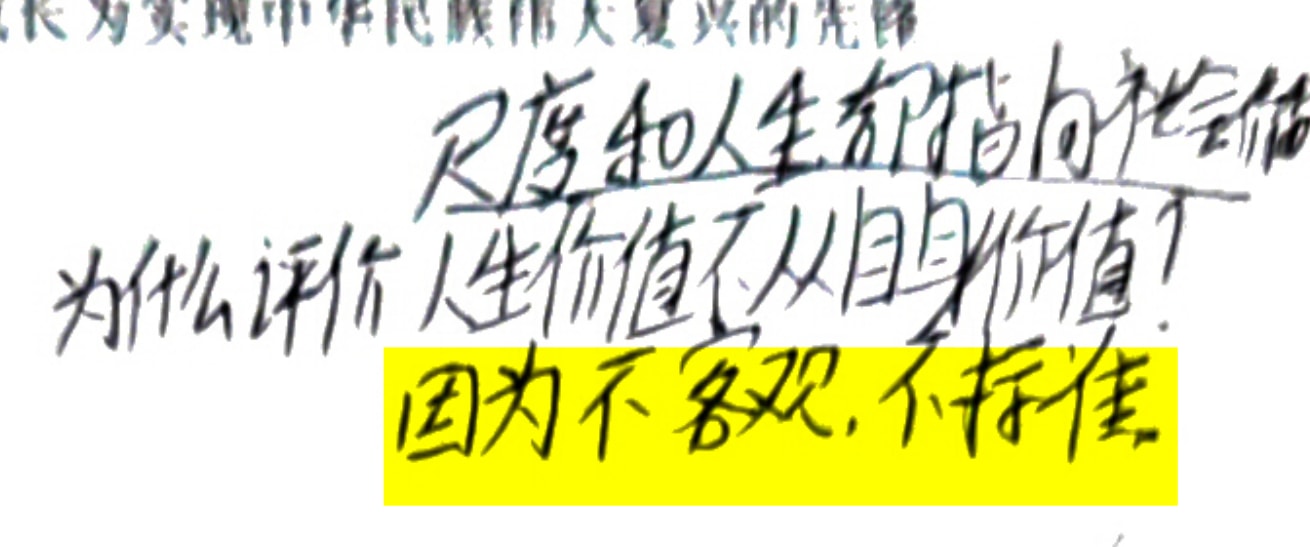 长为实现中华民族伟大复兴的先锋
尺度和人生都指向社会价
为什么评价人生价值不从自身价值?
因为不客观,不标准。